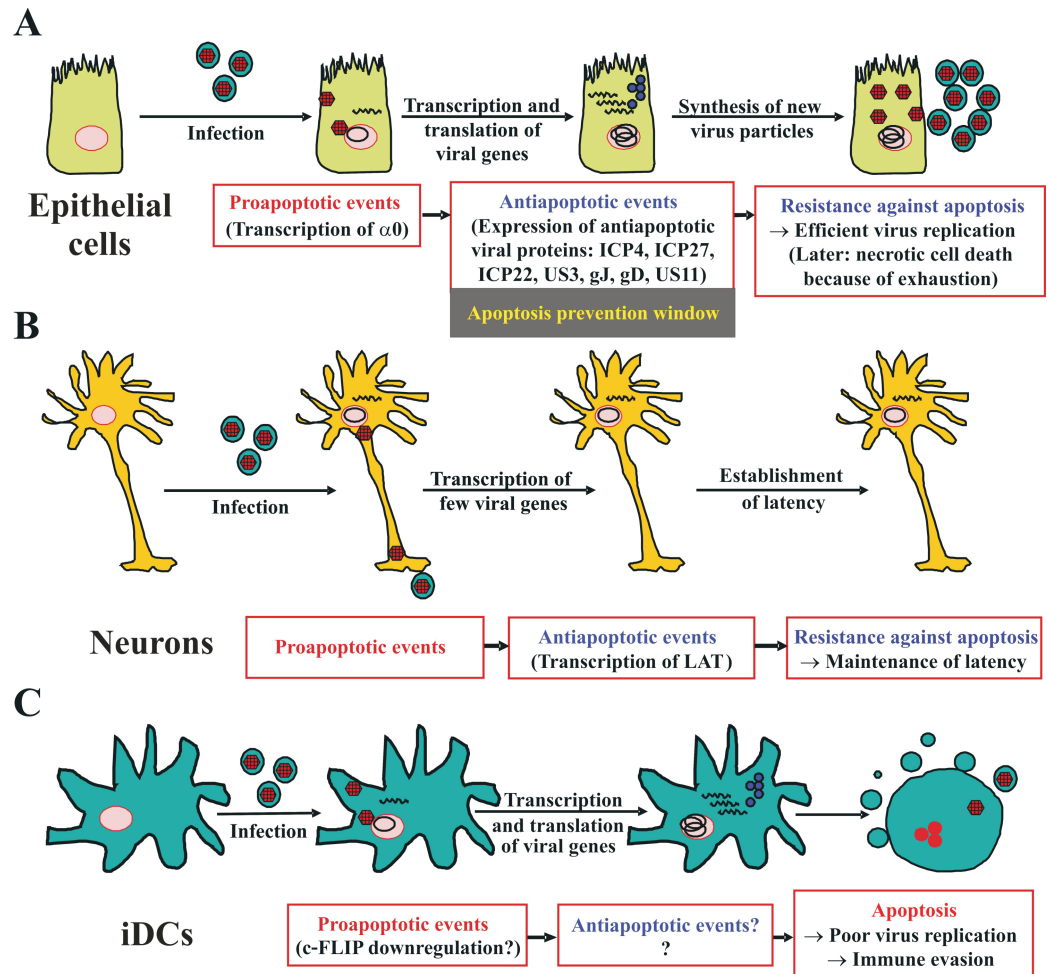 A
Infection
Transcription and
translation of
viral genes
Synthesis of new
virus particles
Epithelial
cells
Proapoptotic events
(Transcription of α0)
Antiapoptotic events
(Expression of antiapoptotic
viral proteins: ICP4, ICP27,
ICP22, US3, gJ, gD, US11)
Apoptosis prevention window
Resistance against apoptosis
→ Efficient virus replication
(Later: necrotic cell death
because of exhaustion)
B
Infection
Transcription of
few viral genes
Establishment
of latency
Neurons
Proapoptotic events
Antiapoptotic events
(Transcription of LAT)
Resistance against apoptosis
→ Maintenance of latency
C
Infection
Transcription
and translation
of viral genes
iDCs
Proapoptotic events
(c-FLIP downregulation?)
Antiapoptotic events?
?
Apoptosis
→ Poor virus replication
→ Immune evasion